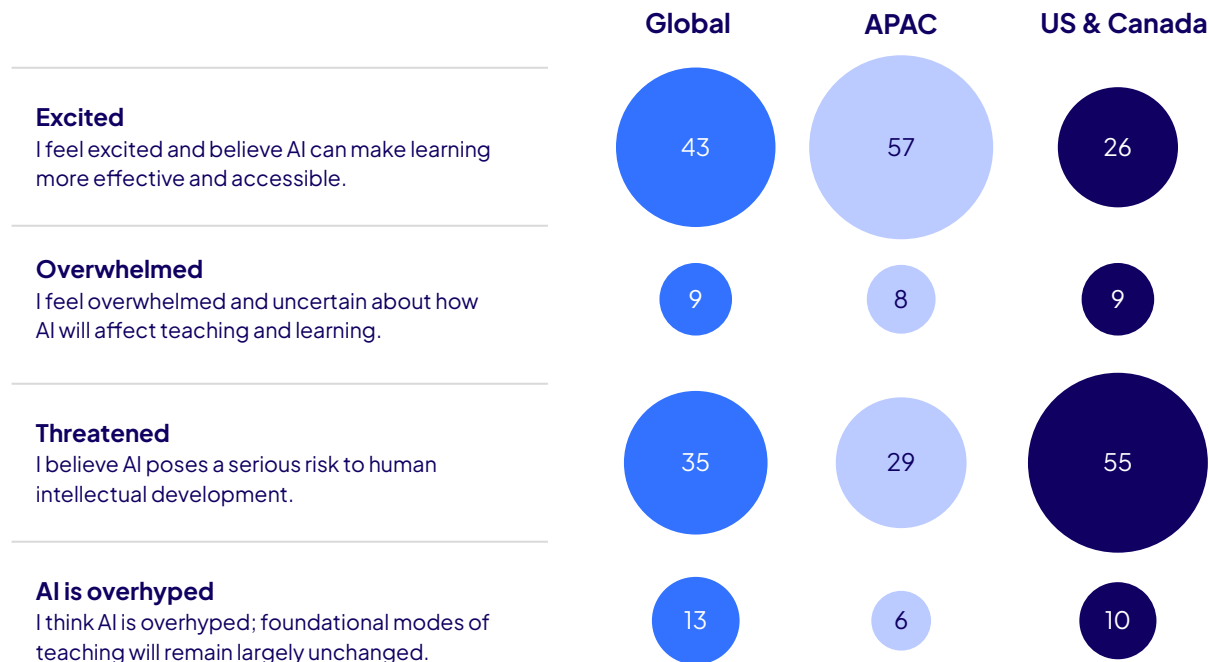 Global APAC US & Canada
Excited
I feel excited and believe AI can make learning
more effective and accessible.
43 57 26
Overwhelmed
I feel overwhelmed and uncertain about how
AI will affect teaching and learning.
9 8 9
Threatened
I believe AI poses a serious risk to human
intellectual development.
35 29 55
AI is overhyped
I think AI is overhyped; foundational modes of
teaching will remain largely unchanged.
13 6 10